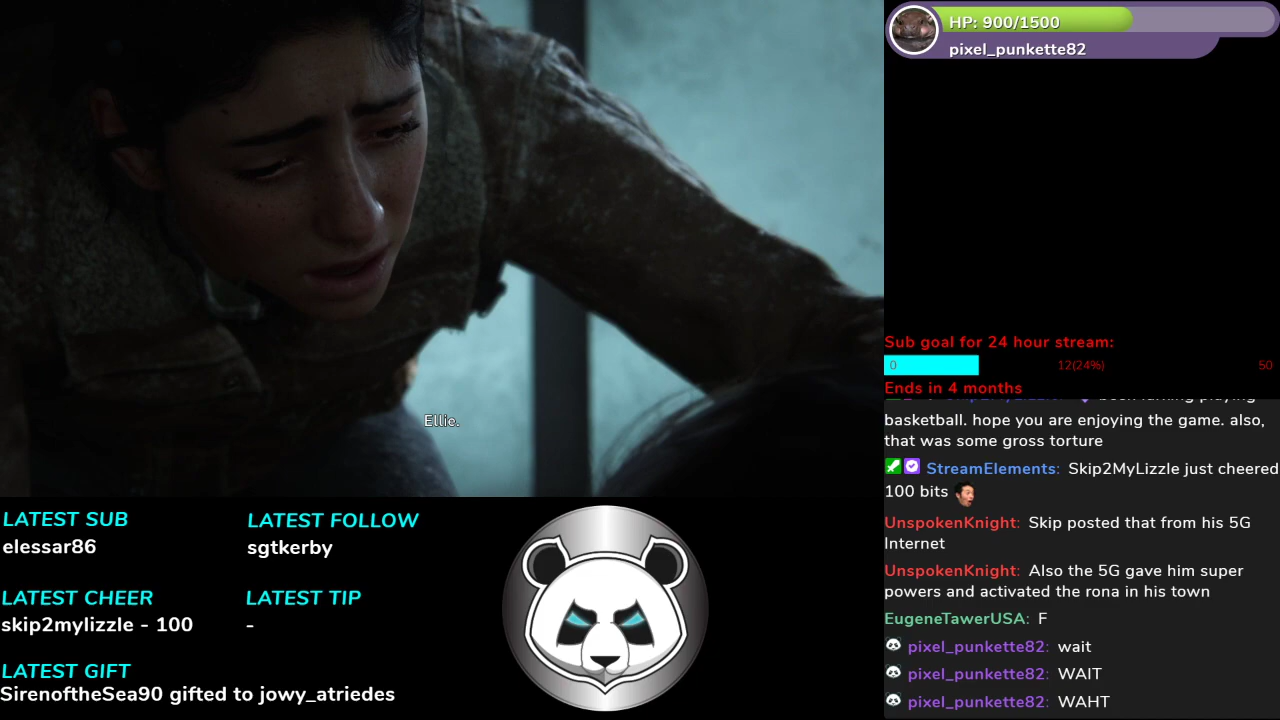 HP: 900/1500
pixel_punkette82
Ellie.
Sub goal for 24 hour stream:
0 12(24%) 50
Ends in 4 months
basketball. hope you are enjoying the game. also,
that was some gross torture
StreamElements: Skip2MyLizzle just cheered
100 bits
UnspokenKnight: Skip posted that from his 5G
Internet
UnspokenKnight: Also the 5G gave him super
powers and activated the rona in his town
EugeneTawerUSA: F
pixel_punkette82: wait
pixel_punkette82: WAIT
pixel_punkette82: WAHT
LATEST SUB
elessar86
LATEST FOLLOW
sgtkerby
LATEST CHEER
skip2mylizzle - 100
LATEST TIP
-
LATEST GIFT
SirenoftheSea90 gifted to jowy_atriedes